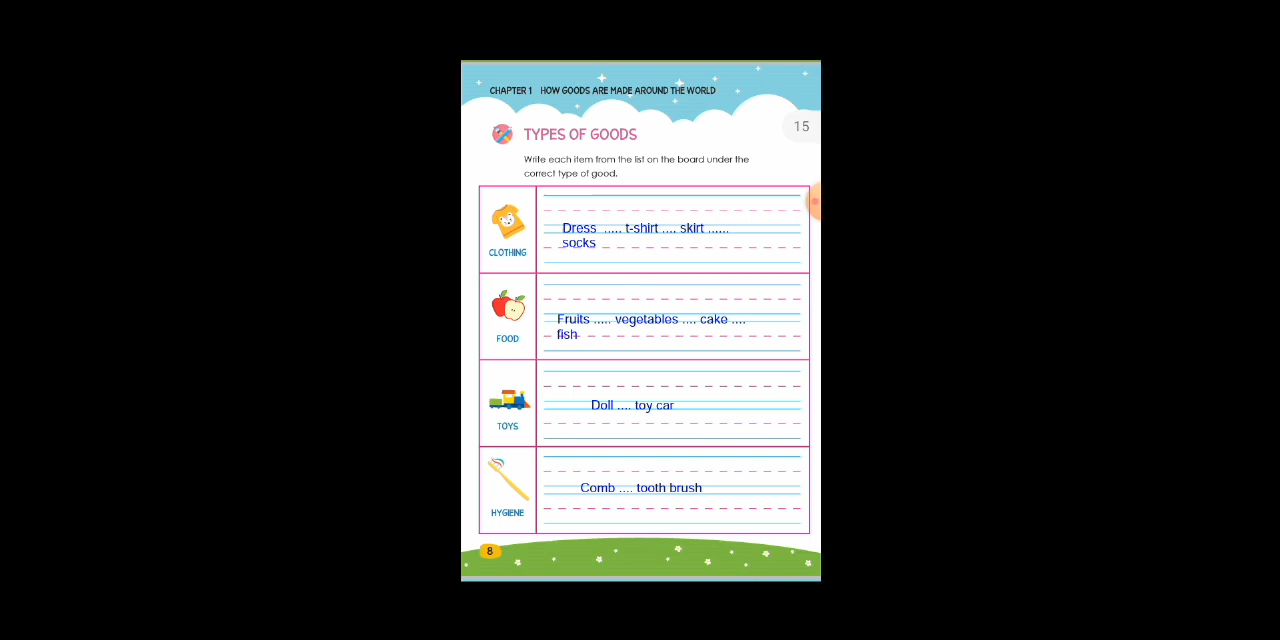 CHAPTER 1 HOW GOODS ARE MADE AROUND THE WORLD
15
TYPES OF GOODS
Write each item from the list on the board under the
correct type of good.
Dress ..... t-shirt .... skirt ......
socks
CLOTHING
Fruits ..... vegetables .... cake ....
fish
FOOD
Doll .... toy car
TOYS
Comb .... tooth brush
HYGIENE
8